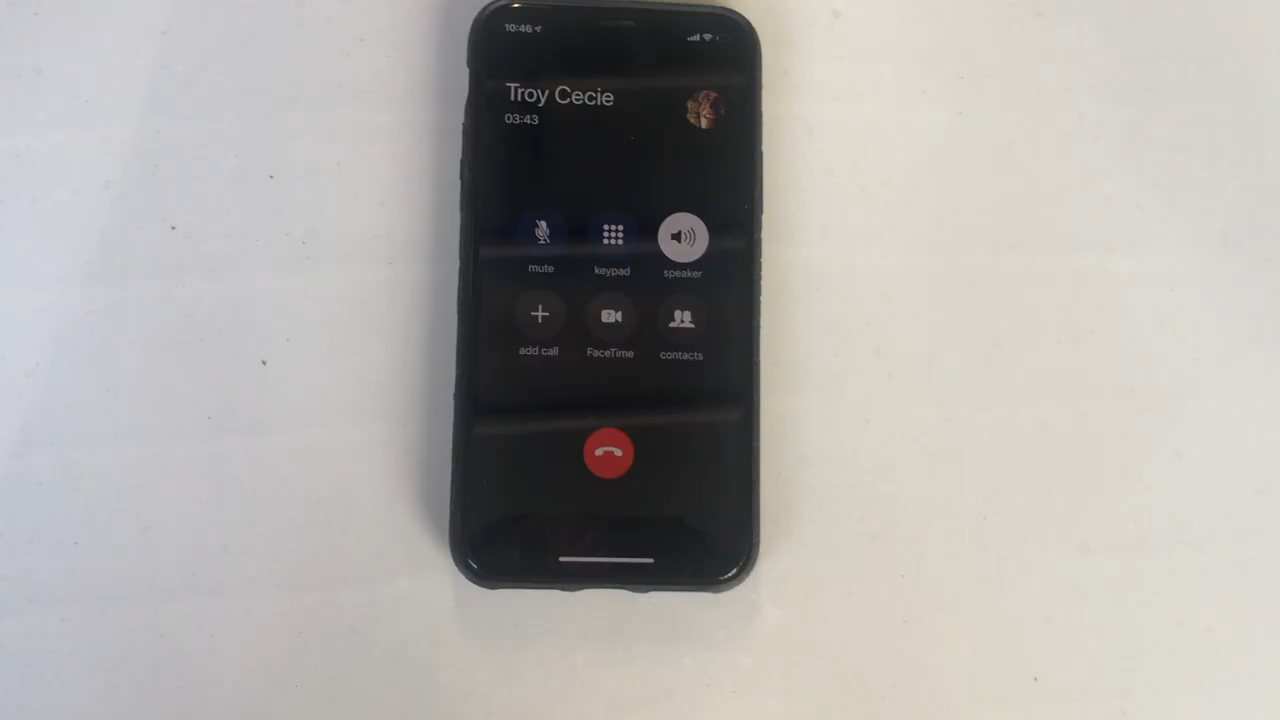 10:46
Troy Cecie
03:43
mute keypad speaker
add call FaceTime contacts